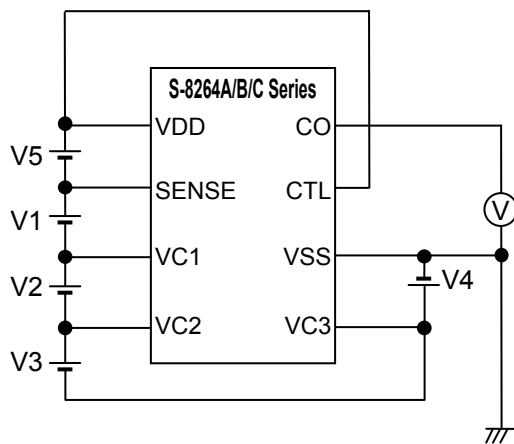 S-8264A/B/C Series
VDD
CO
V5
SENSE
CTL
V1
V
VC1
VSS
V2
V4
VC2
VC3
V3